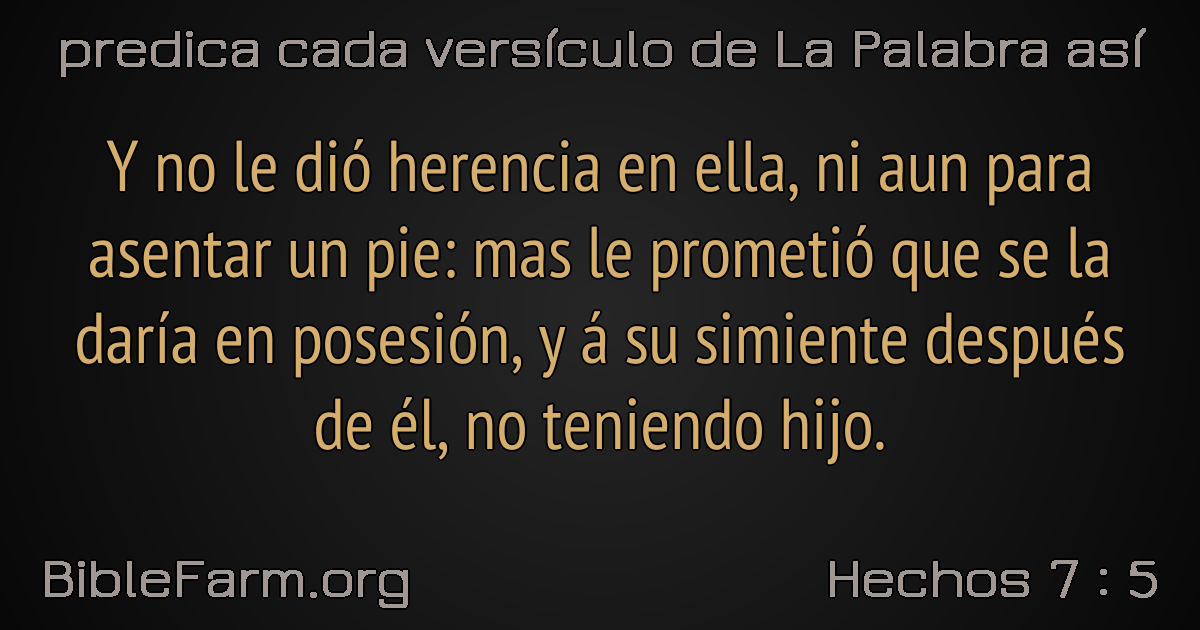 predica cada versículo de La Palabra así
Y no le dió herencia en ella, ni aun para
asentar un pie: mas le prometió que se la
daría en posesión, y á su simiente después
de él, no teniendo hijo.
BibleFarm.org
Hechos 7 : 5